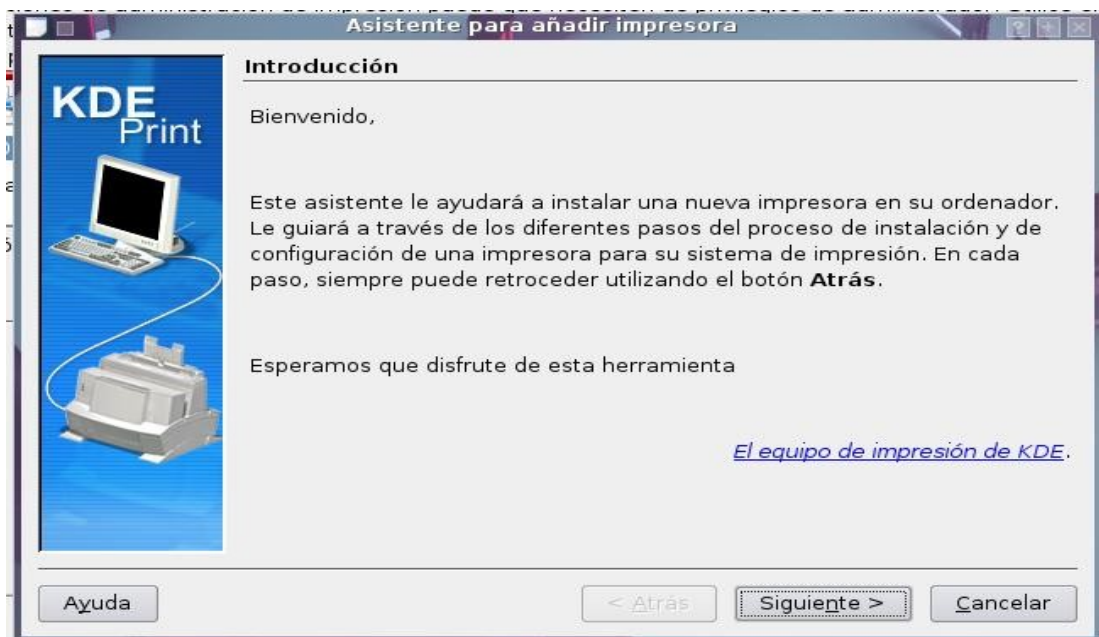 Asistente para añadir impresora
Introducción
KDE
Print
Bienvenido,
Este asistente le ayudará a instalar una nueva impresora en su ordenador.
Le guiará a través de los diferentes pasos del proceso de instalación y de
configuración de una impresora para su sistema de impresión. En cada
paso, siempre puede retroceder utilizando el botón Atrás.
Esperamos que disfrute de esta herramienta
El equipo de impresión de KDE.
Ayuda
< Atrás
Siguiente >
Cancelar